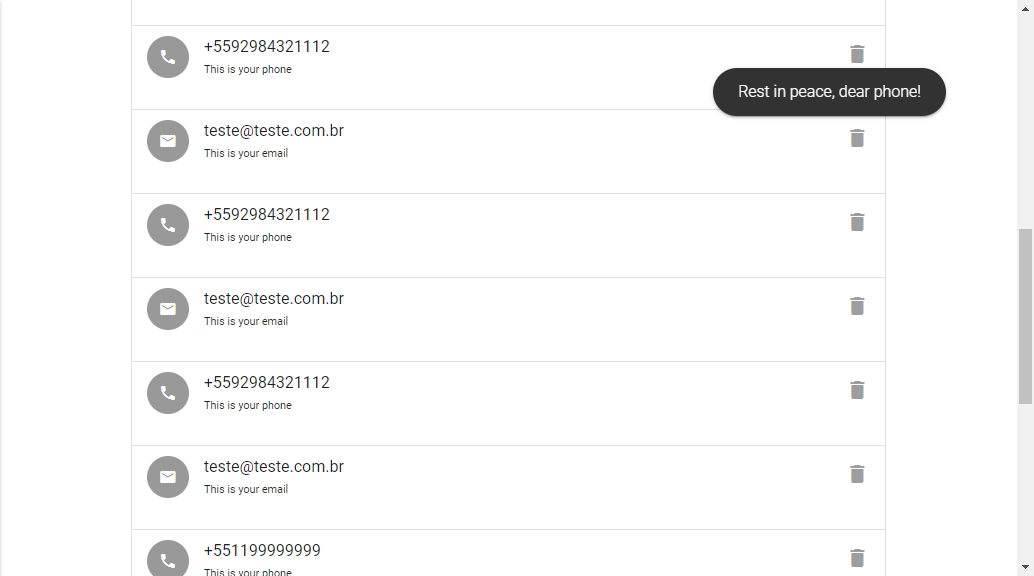 +5592984321112
This is your phone
Rest in peace, dear phone!
teste@teste.com.br
This is your email
+5592984321112
This is your phone
teste@teste.com.br
This is your email
+5592984321112
This is your phone
teste@teste.com.br
This is your email
+551199999999
This is your phone